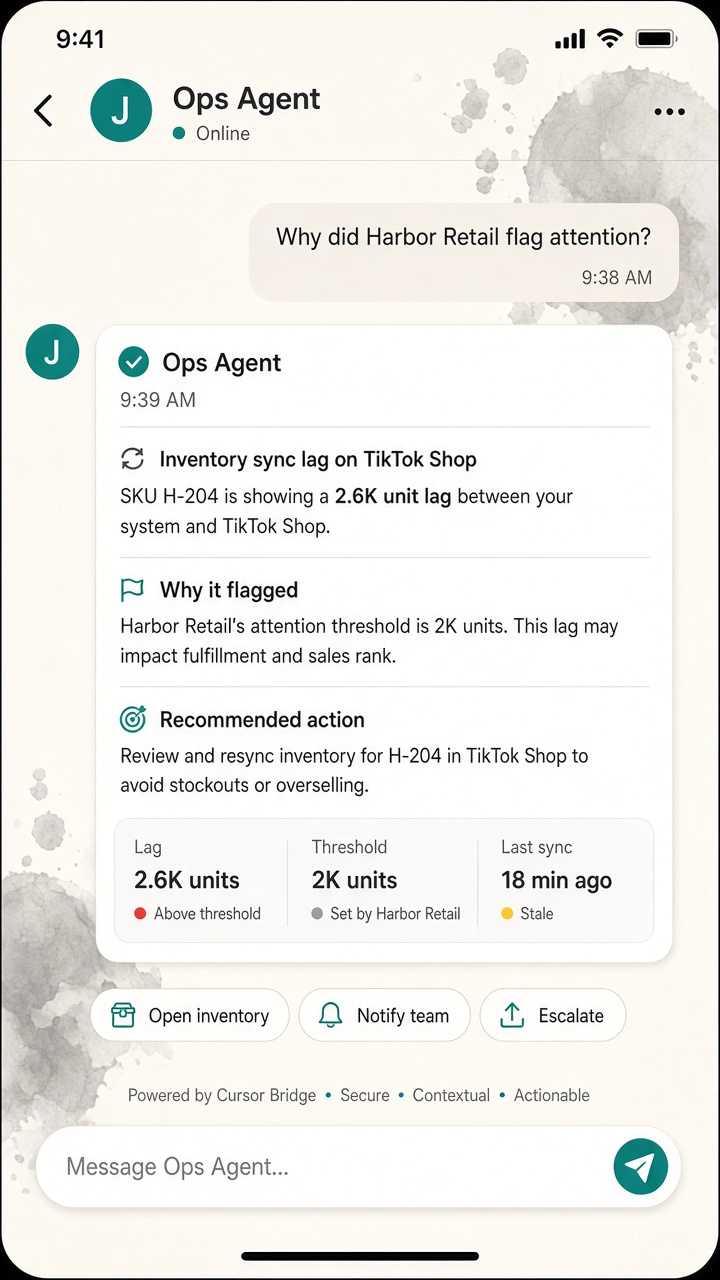 9:41
J
Ops Agent
Online
Why did Harbor Retail flag attention?
9:38 AM
J
Ops Agent
9:39 AM
Inventory sync lag on TikTok Shop
SKU H-204 is showing a 2.6K unit lag between your
system and TikTok Shop.
Why it flagged
Harbor Retail's attention threshold is 2K units. This lag may
impact fulfillment and sales rank.
Recommended action
Review and resync inventory for H-204 in TikTok Shop to
avoid stockouts or overselling.
Lag
2.6K units
Above threshold
Threshold
2K units
Set by Harbor Retail
Last sync
18 min ago
Stale
Open inventory
Notify team
Escalate
Powered by Cursor Bridge • Secure • Contextual • Actionable
Message Ops Agent...